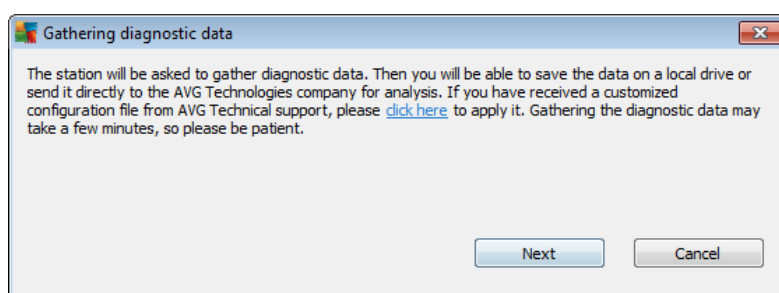 Gathering diagnostic data
The station will be asked to gather diagnostic data. Then you will be able to save the data on a local drive or
send it directly to the AVG Technologies company for analysis. If you have received a customized
configuration file from AVG Technical support, please click here to apply it. Gathering the diagnostic data may
take a few minutes, so please be patient.
Next
Cancel